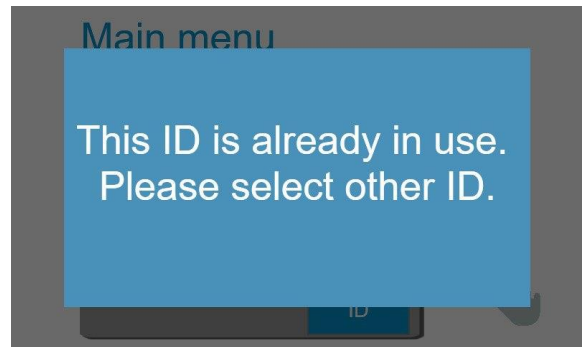 Main menu
This ID is already in use.
Please select other ID.
ID